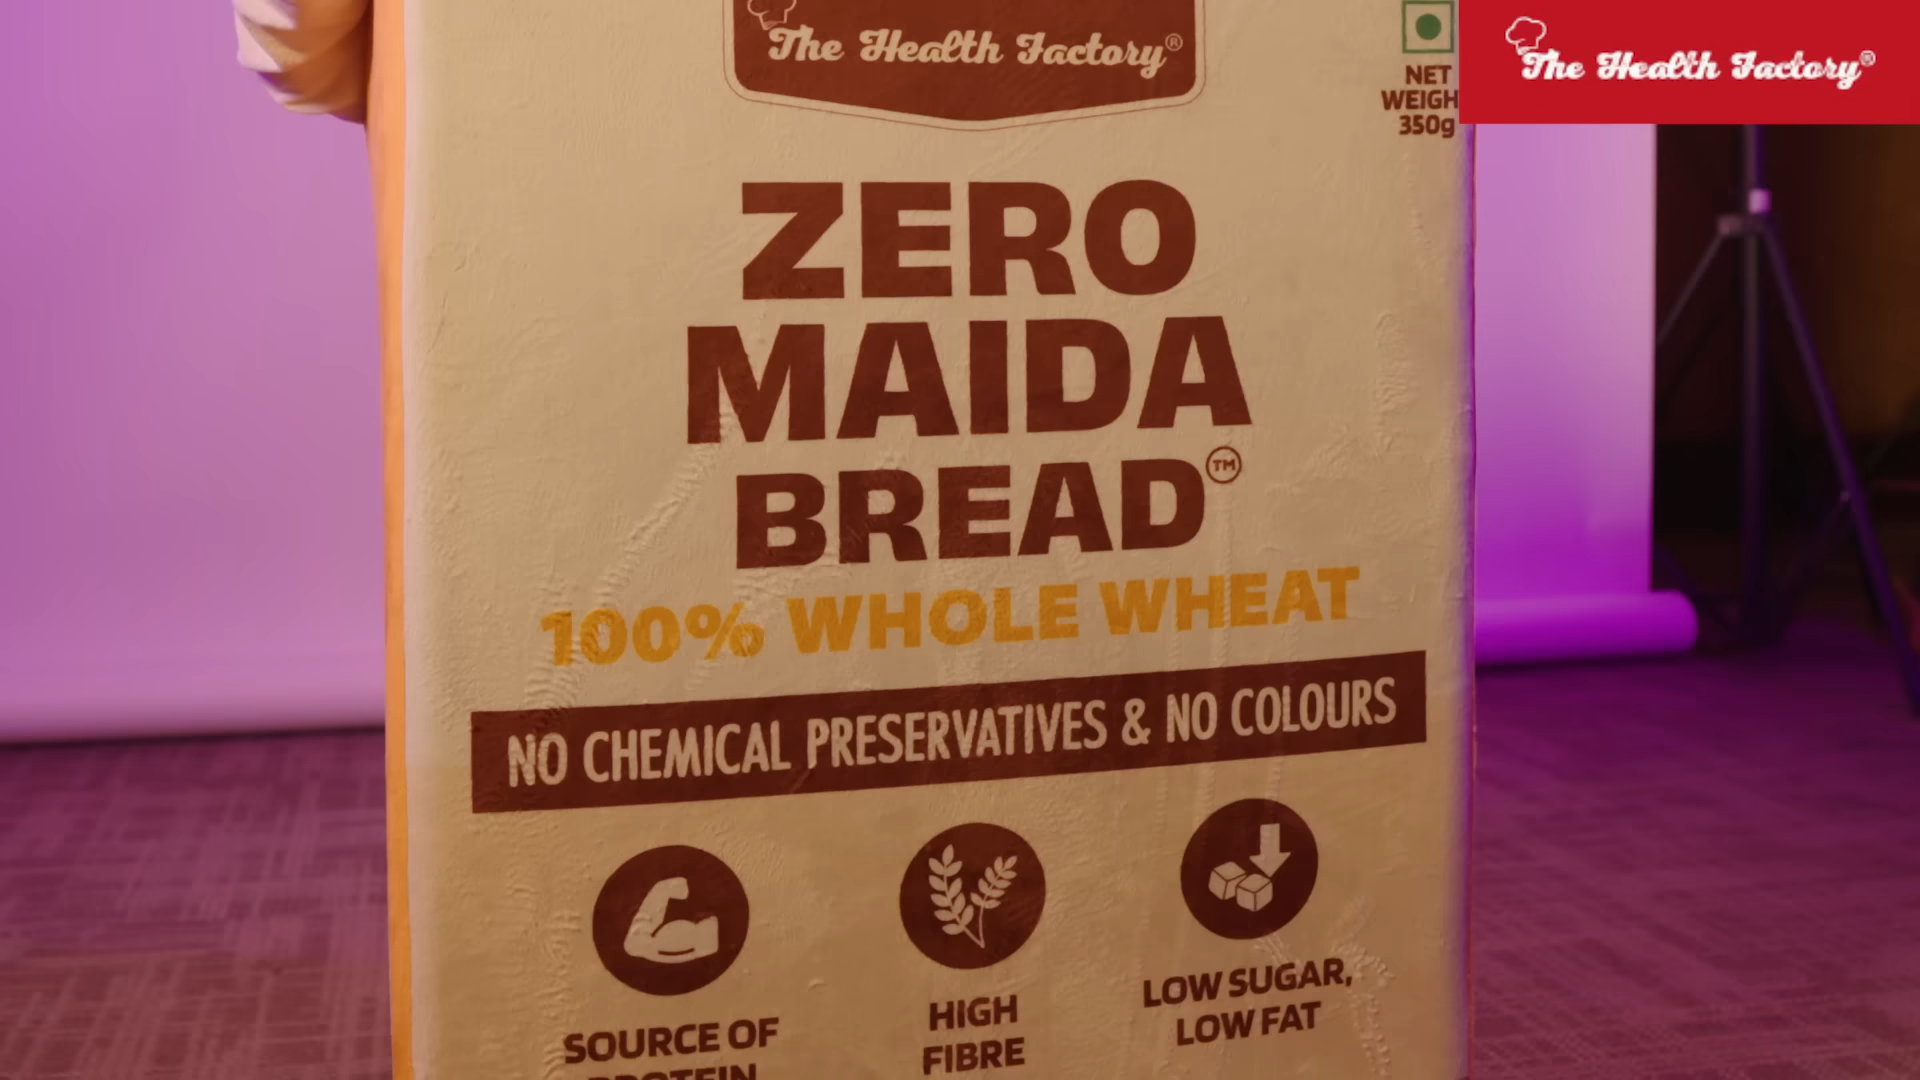 The Health Factory®
NET
WEIGH
350g
The Health Factory®
ZERO
MAIDA
BREAD™
100% WHOLE WHEAT
NO CHEMICAL PRESERVATIVES & NO COLOURS
SOURCE OF
PROTEIN
HIGH
FIBRE
LOW SUGAR,
LOW FAT